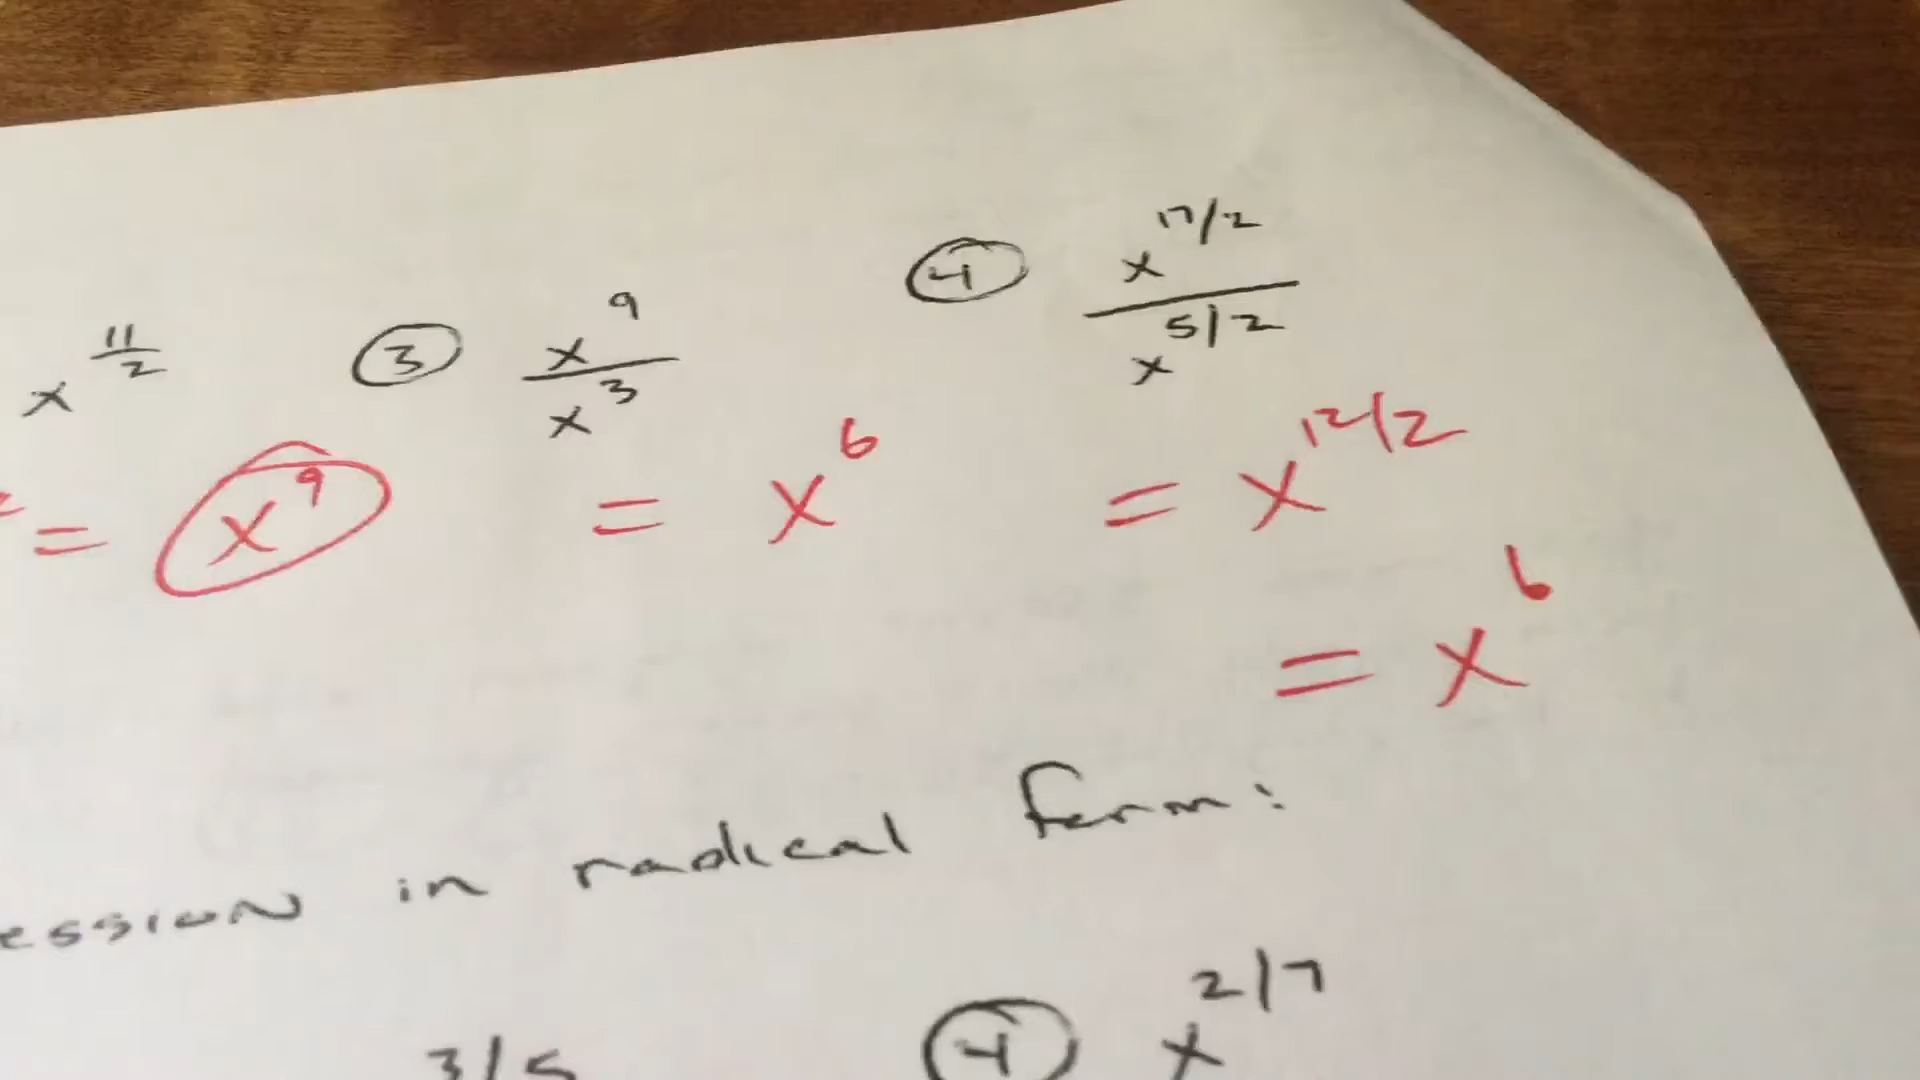 x^11/2 ③ x^9/x^3 ④ x^17/2/x^5/2
= x^9 = x^6 = x^12/2
= x^6
ession in radical form:
3/5 ④ x^2/7